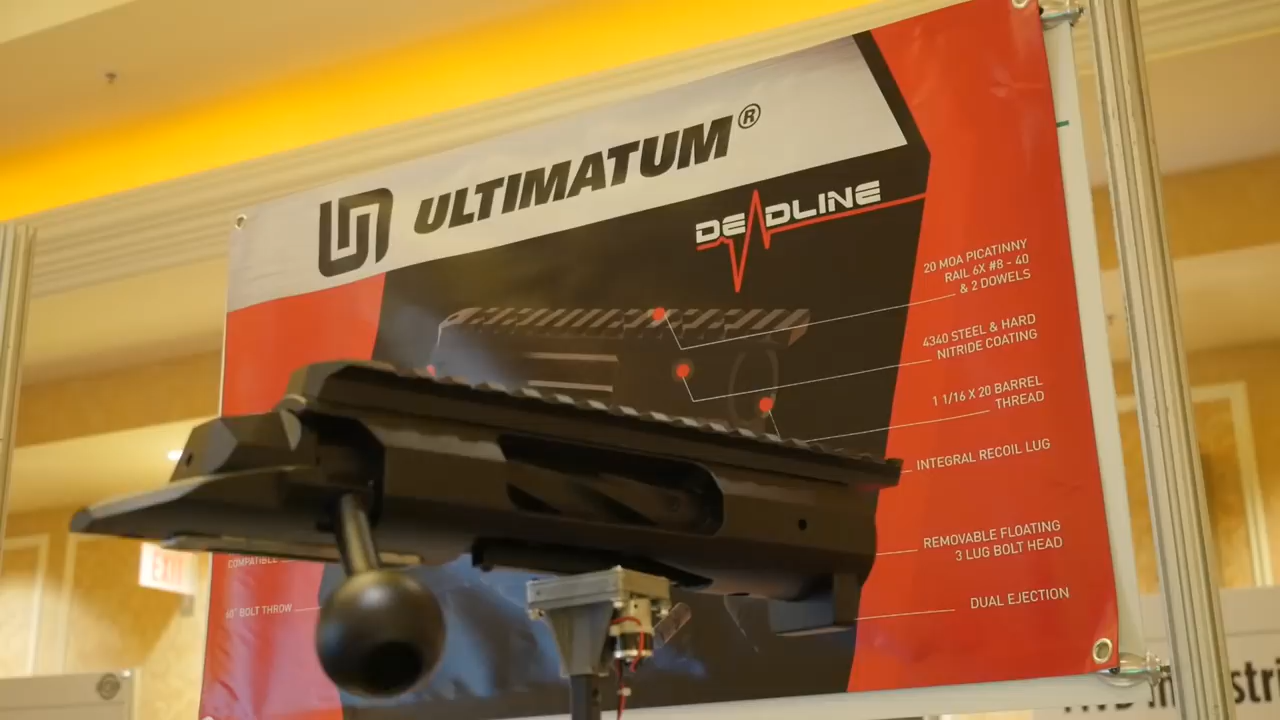 ULTIMATUM®
DEADLINE
20 MOA PICATINNY
RAIL 6X #8 - 40
& 2 DOWELS
4340 STEEL & HARD
NITRIDE COATING
1 1/16 X 20 BARREL
THREAD
INTEGRAL RECOIL LUG
REMOVABLE FLOATING
3 LUG BOLT HEAD
DUAL EJECTION
COMPATIBLE
60° BOLT THROW
EXIT